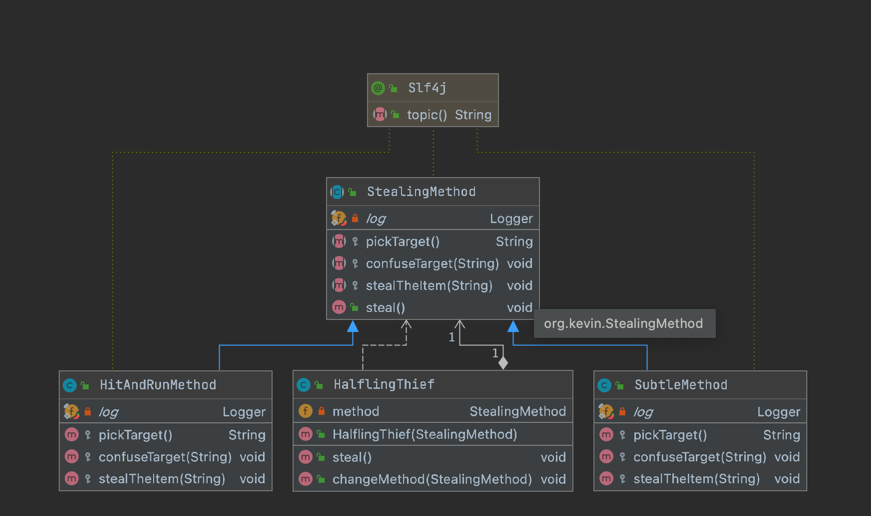 Slf4j
topic() String
StealingMethod
log Logger
pickTarget() String
confuseTarget(String) void
stealTheItem(String) void
steal() void
org.kevin.StealingMethod
1
1
HitAndRunMethod
log Logger
pickTarget() String
confuseTarget(String) void
stealTheItem(String) void
HalflingThief
method StealingMethod
HalflingThief(StealingMethod)
steal() void
changeMethod(StealingMethod) void
SubtleMethod
log Logger
pickTarget() String
confuseTarget(String) void
stealTheItem(String) void